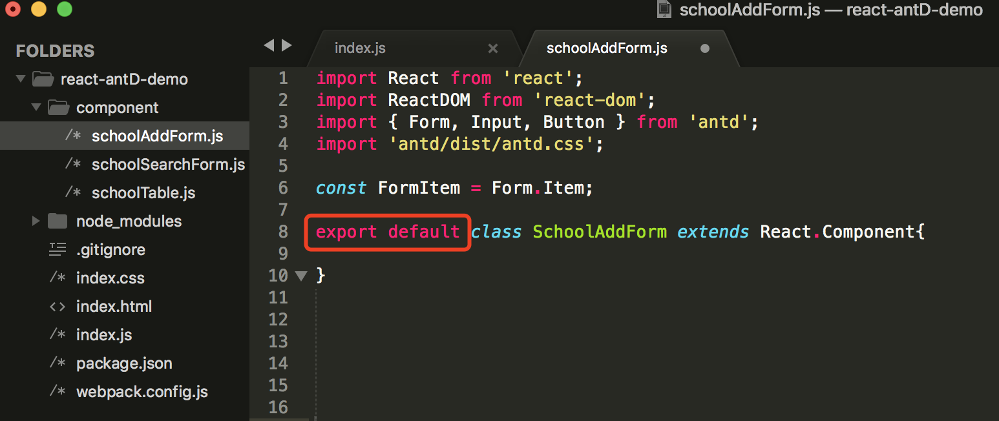 schoolAddForm.js — react-antD-demo
FOLDERS
react-antD-demo
component
/* schoolAddForm.js
/* schoolSearchForm.js
/* schoolTable.js
node_modules
.gitignore
/* index.css
<> index.html
/* index.js
/* package.json
/* webpack.config.js
index.js
schoolAddForm.js
1 import React from 'react';
2 import ReactDOM from 'react-dom';
3 import { Form, Input, Button } from 'antd';
4 import 'antd/dist/antd.css';
5
6 const FormItem = Form.Item;
7
8 export default class SchoolAddForm extends React.Component{
9
10 }
11
12
13
14
15
16